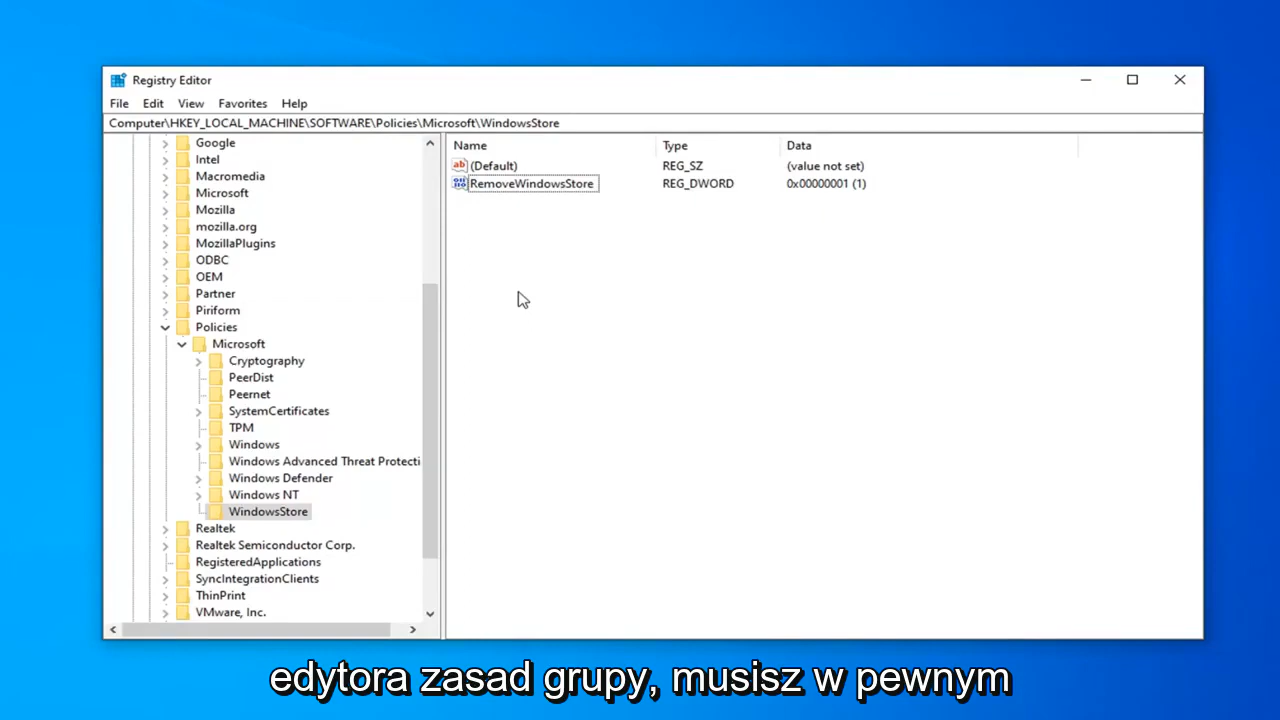 Registry Editor
File Edit View Favorites Help
Computer\HKEY_LOCAL_MACHINE\SOFTWARE\Policies\Microsoft\WindowsStore
Google
Intel
Macromedia
Microsoft
Mozilla
mozilla.org
MozillaPlugins
ODBC
OEM
Partner
Piriform
Policies
Microsoft
Cryptography
PeerDist
Peernet
SystemCertificates
TPM
Windows
Windows Advanced Threat Protecti
Windows Defender
Windows NT
WindowsStore
Realtek
Realtek Semiconductor Corp.
RegisteredApplications
SyncIntegrationClients
ThinPrint
VMware, Inc.
Name Type Data
(Default) REG_SZ (value not set)
RemoveWindowsStore REG_DWORD 0x00000001 (1)
edytora zasad grupy, musisz w pewnym